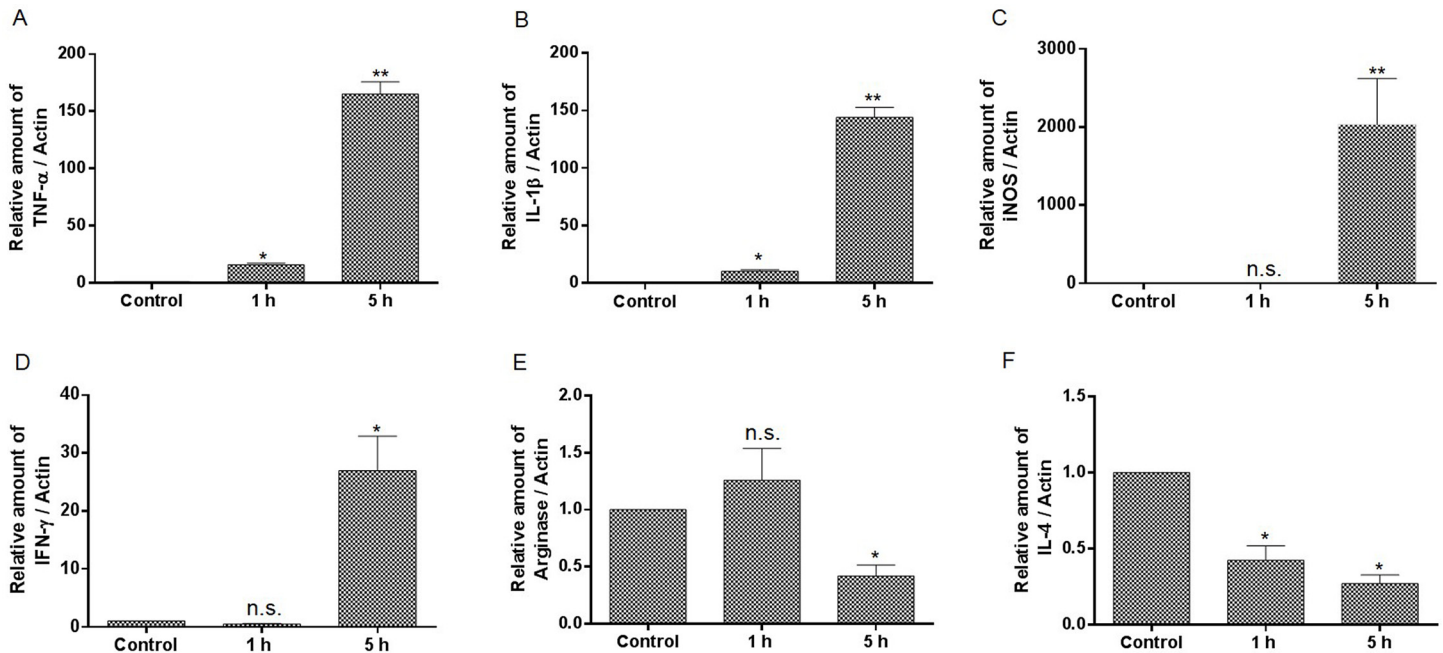 A
Relative amount of
TNF-α / Actin
200
150
100
50
0
**
*
Control 1 h 5 h
B
Relative amount of
IL-1β / Actin
200
150
100
50
0
**
*
Control 1 h 5 h
C
Relative amount of
iNOS / Actin
3000
2000
1000
0
**
n.s.
Control 1 h 5 h
D
Relative amount of
IFN-γ / Actin
40
30
20
10
0
*
n.s.
Control 1 h 5 h
E
Relative amount of
Arginase / Actin
2.0
1.5
1.0
0.5
0.0
n.s.
*
Control 1 h 5 h
F
Relative amount of
IL-4 / Actin
1.5
1.0
0.5
0.0
*
*
Control 1 h 5 h